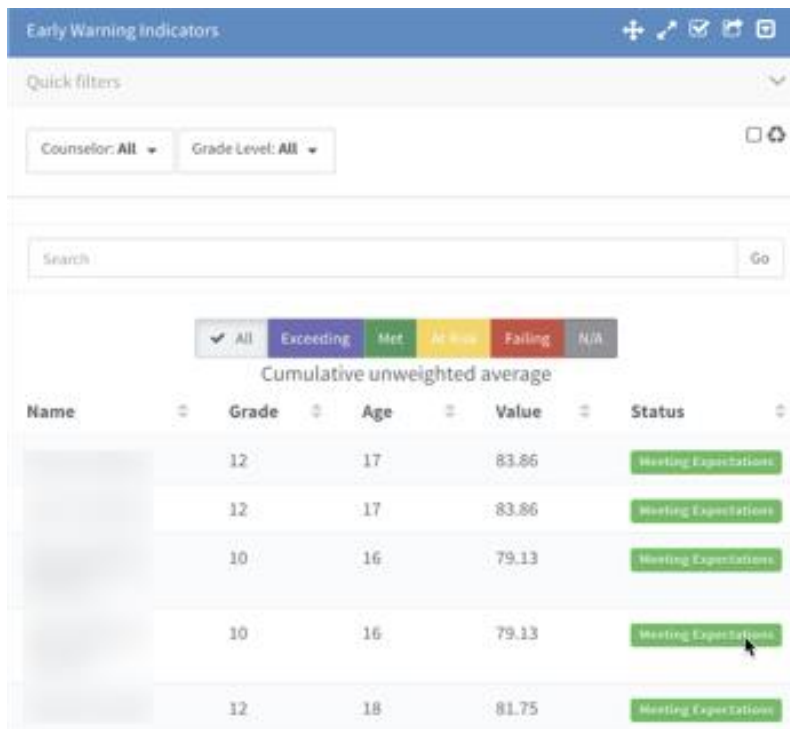 Early Warning Indicators
Quick filters
Counselor: All Grade Level: All
Search Go
All Exceeding Met At Risk Failing N/A
Cumulative unweighted average
Name Grade Age Value Status
12 17 83.86 Meeting Expectations
12 17 83.86 Meeting Expectations
10 16 79.13 Meeting Expectations
10 16 79.13 Meeting Expectations
12 18 81.75 Meeting Expectations